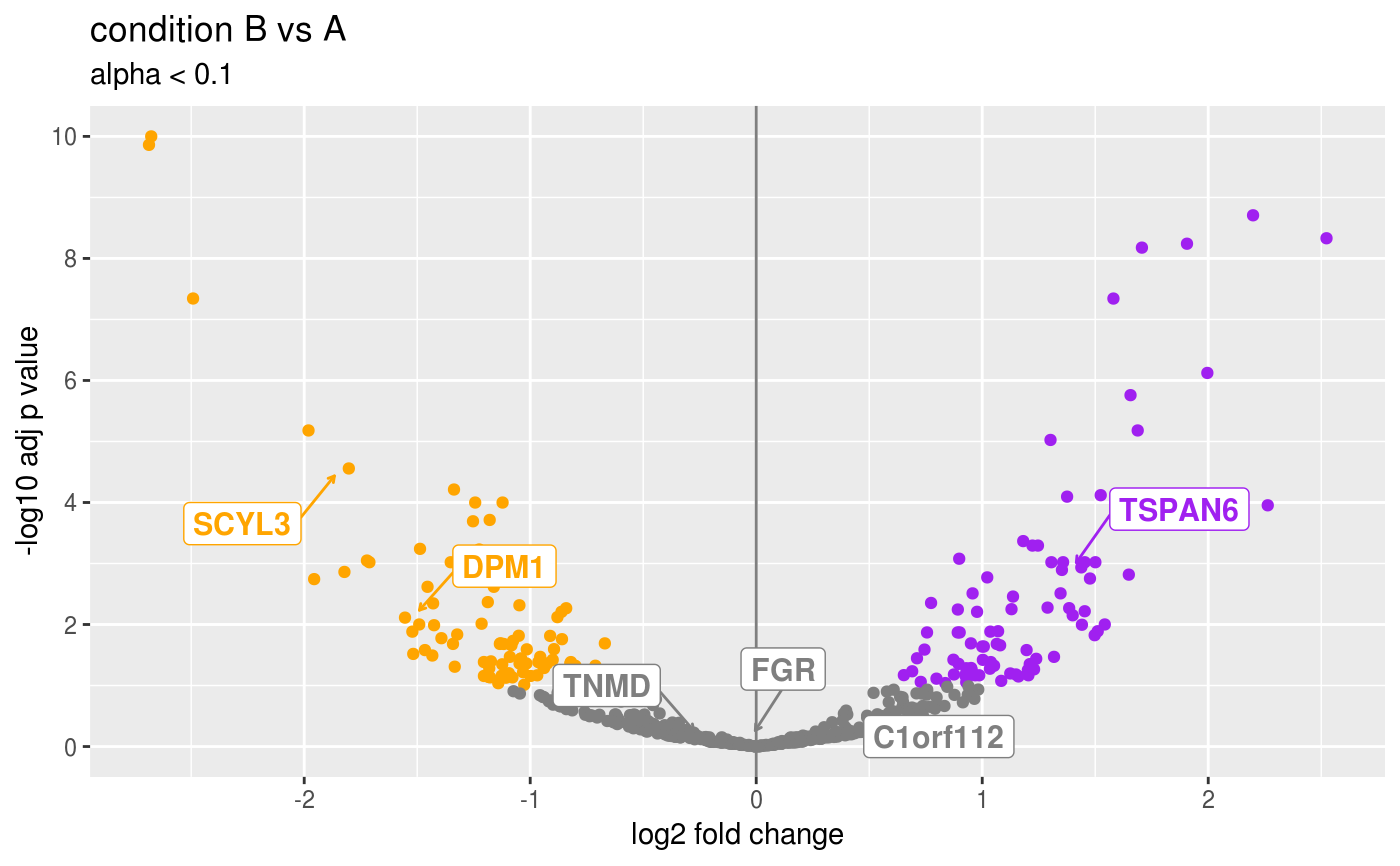 condition B vs A
alpha < 0.1
-log10 adj p value
10
8
6
4
2
0
SCYL3
DPM1
TSPAN6
TNMD
FGR
C1orf112
-2
-1
0
1
2
log2 fold change